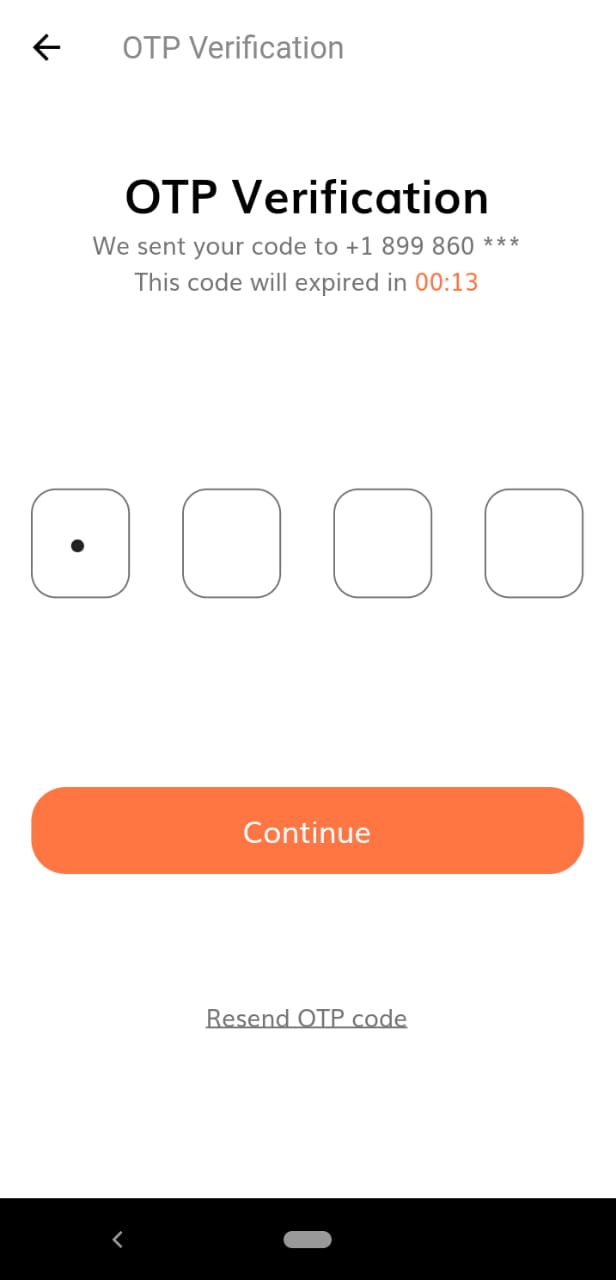 OTP Verification
OTP Verification
We sent your code to +1 899 860 ***
This code will expired in 00:13
Continue
Resend OTP code